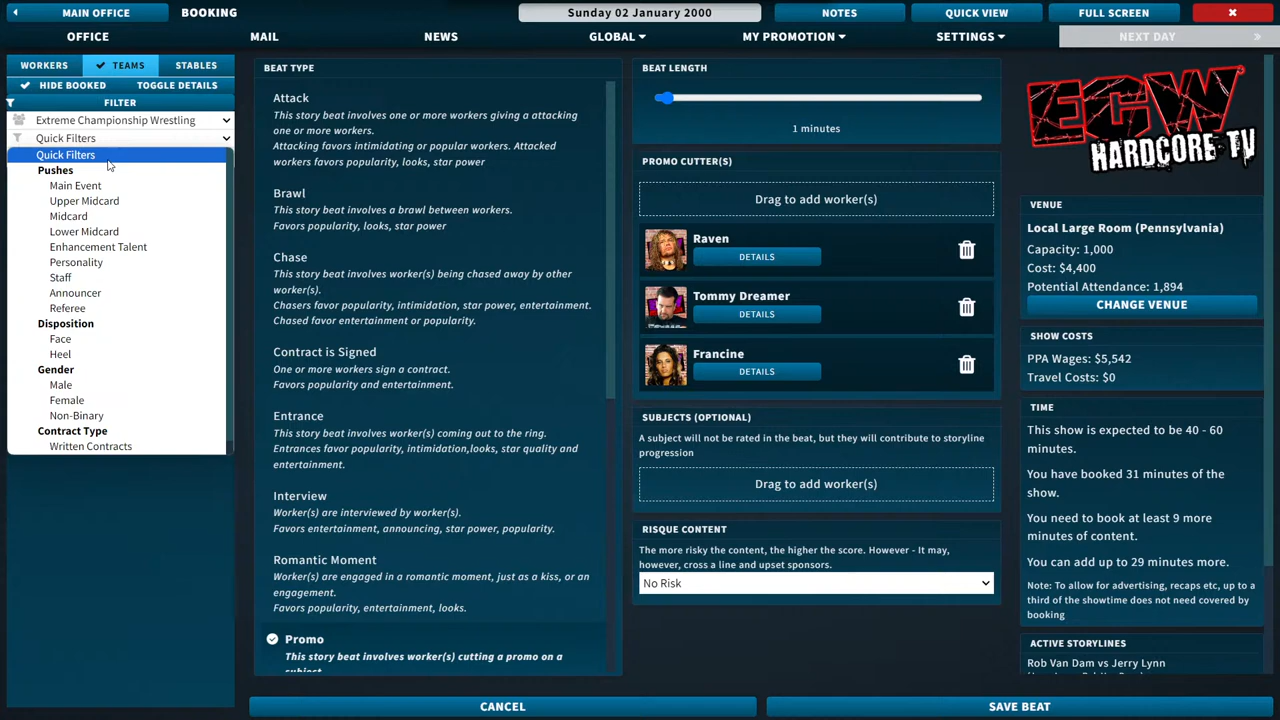 MAIN OFFICE
BOOKING
Sunday 02 January 2000
NOTES
QUICK VIEW
FULL SCREEN
OFFICE
MAIL
NEWS
GLOBAL
MY PROMOTION
SETTINGS
NEXT DAY
WORKERS
TEAMS
STABLES
HIDE BOOKED
TOGGLE DETAILS
FILTER
Extreme Championship Wrestling
Quick Filters
Quick Filters
Pushes
Main Event
Upper Midcard
Midcard
Lower Midcard
Enhancement Talent
Personality
Staff
Announcer
Referee
Disposition
Face
Heel
Gender
Male
Female
Non-Binary
Contract Type
Written Contracts
BEAT TYPE
Attack
This story beat involves one or more workers giving a attacking
one or more workers.
Attacking favors intimidating or popular workers. Attacked
workers favors popularity, looks, star power
Brawl
This story beat involves a brawl between workers.
Favors popularity, looks, star power
Chase
This story beat involves worker(s) being chased away by other
worker(s).
Chasers favor popularity, intimidation, star power, entertainment.
Chased favor entertainment or popularity.
Contract is Signed
One or more workers sign a contract.
Favors popularity and entertainment.
Entrance
This story beat involves worker(s) coming out to the ring.
Entrances favor popularity, intimidation,looks, star quality and
entertainment.
Interview
Worker(s) are interviewed by worker(s).
Favors entertainment, announcing, star power, popularity.
Romantic Moment
Worker(s) are engaged in a romantic moment, just as a kiss, or an
engagement.
Favors popularity, entertainment, looks.
Promo
This story beat involves worker(s) cutting a promo on a
subject.
BEAT LENGTH
1 minutes
PROMO CUTTER(S)
Drag to add worker(s)
Raven
DETAILS
Tommy Dreamer
DETAILS
Francine
DETAILS
SUBJECTS (OPTIONAL)
A subject will not be rated in the beat, but they will contribute to storyline
progression
Drag to add worker(s)
RISQUE CONTENT
The more risky the content, the higher the score. However - It may,
however, cross a line and upset sponsors.
No Risk
ECW
HARDCORE TV
VENUE
Local Large Room (Pennsylvania)
Capacity: 1,000
Cost: $4,400
Potential Attendance: 1,894
CHANGE VENUE
SHOW COSTS
PPA Wages: $5,542
Travel Costs: $0
TIME
This show is expected to be 40 - 60
minutes.
You have booked 31 minutes of the
show.
You need to book at least 9 more
minutes of content.
You can add up to 29 minutes more.
Note: To allow for advertising, recaps etc, up to a
third of the showtime does not need covered by
booking
ACTIVE STORYLINES
Rob Van Dam vs Jerry Lynn
CANCEL
SAVE BEAT